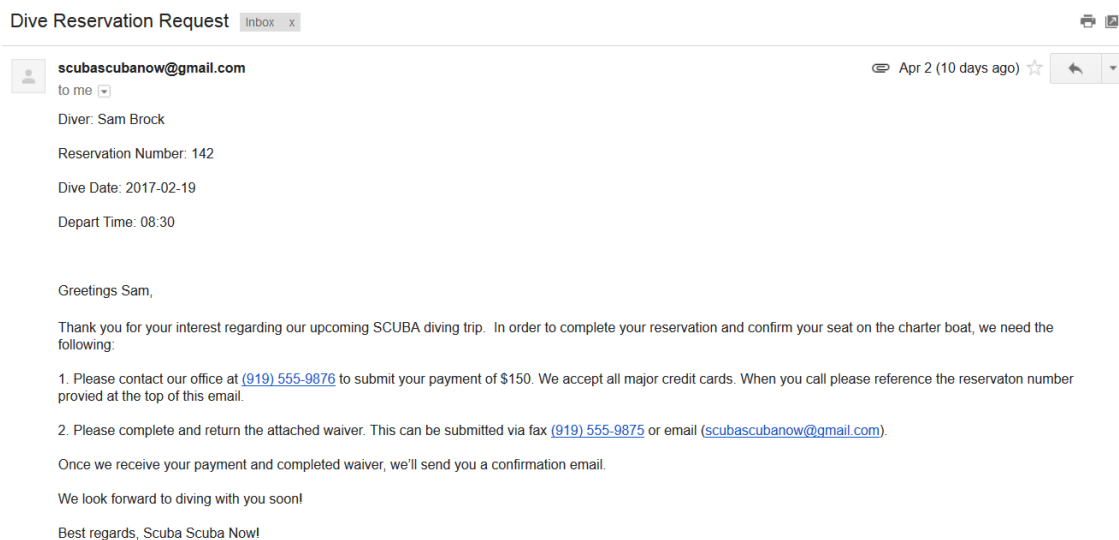 Dive Reservation Request Inbox x
scubascubanow@gmail.com Apr 2 (10 days ago)
to me
Diver: Sam Brock
Reservation Number: 142
Dive Date: 2017-02-19
Depart Time: 08:30
Greetings Sam,
Thank you for your interest regarding our upcoming SCUBA diving trip.  In order to complete your reservation and confirm your seat on the charter boat, we need the
following:
1. Please contact our office at (919) 555-9876 to submit your payment of $150. We accept all major credit cards. When you call please reference the reservaton number
provied at the top of this email.
2. Please complete and return the attached waiver. This can be submitted via fax (919) 555-9875 or email (scubascubanow@gmail.com).
Once we receive your payment and completed waiver, we'll send you a confirmation email.
We look forward to diving with you soon!
Best regards, Scuba Scuba Now!